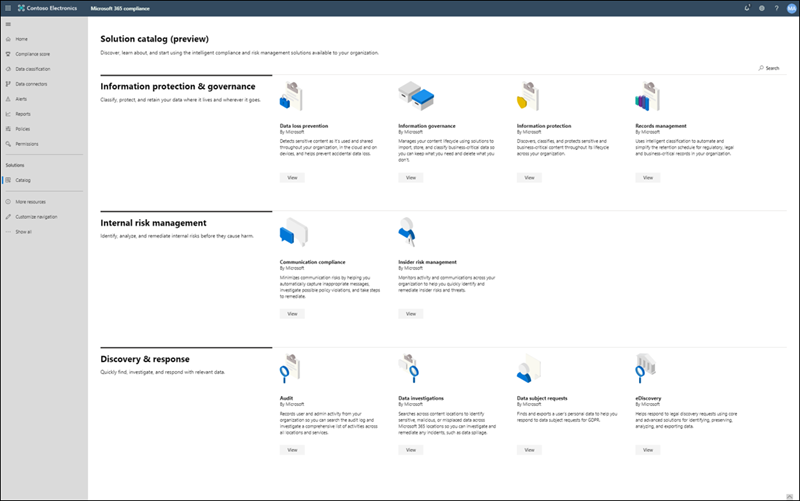 Contoso Electronics
Microsoft 365 compliance
Home
Compliance score
Data classification
Data connectors
Alerts
Reports
Policies
Permissions
Solutions
Catalog
More resources
Customize navigation
Show all
Solution catalog (preview)
Discover, learn about, and start using the intelligent compliance and risk management solutions available to your organization.
Search
Information protection & governance
Classify, protect, and retain your data where it lives and wherever it goes.
Data loss prevention
By Microsoft
Detects sensitive content as it's used and shared
throughout your organization, in the cloud and on
devices, and helps prevent accidental data loss.
View
Information governance
By Microsoft
Manages your content lifecycle using solutions to
import, store, and classify business-critical data so
you can keep what you need and delete what you
don't.
View
Information protection
By Microsoft
Discovers, classifies, and protects sensitive and
business-critical content throughout its lifecycle
across your organization.
View
Records management
By Microsoft
Uses intelligent classification to automate and
simplify the retention schedule for regulatory, legal
and business-critical records in your organization.
View
Internal risk management
Identify, analyze, and remediate internal risks before they cause harm.
Communication compliance
By Microsoft
Minimizes communication risks by helping you
automatically capture inappropriate messages,
investigate possible policy violations, and take steps
to remediate.
View
Insider risk management
By Microsoft
Monitors activity and communications across your
organization to help you quickly identify and
remediate insider risks and threats.
View
Discovery & response
Quickly find, investigate, and respond with relevant data.
Audit
By Microsoft
Records user and admin activity from your
organization so you can search the audit log and
investigate a comprehensive list of activities across
all locations and services.
View
Data investigations
By Microsoft
Searches across content locations to identify
sensitive, malicious, or misplaced data across
Microsoft 365 locations so you can investigate and
remediate any incidents, such as data spillage.
View
Data subject requests
By Microsoft
Finds and exports a user's personal data to help you
respond to data subject requests for GDPR.
View
eDiscovery
By Microsoft
Helps respond to legal discovery requests using core
and advanced solutions for identifying, preserving,
analyzing, and exporting data.
View